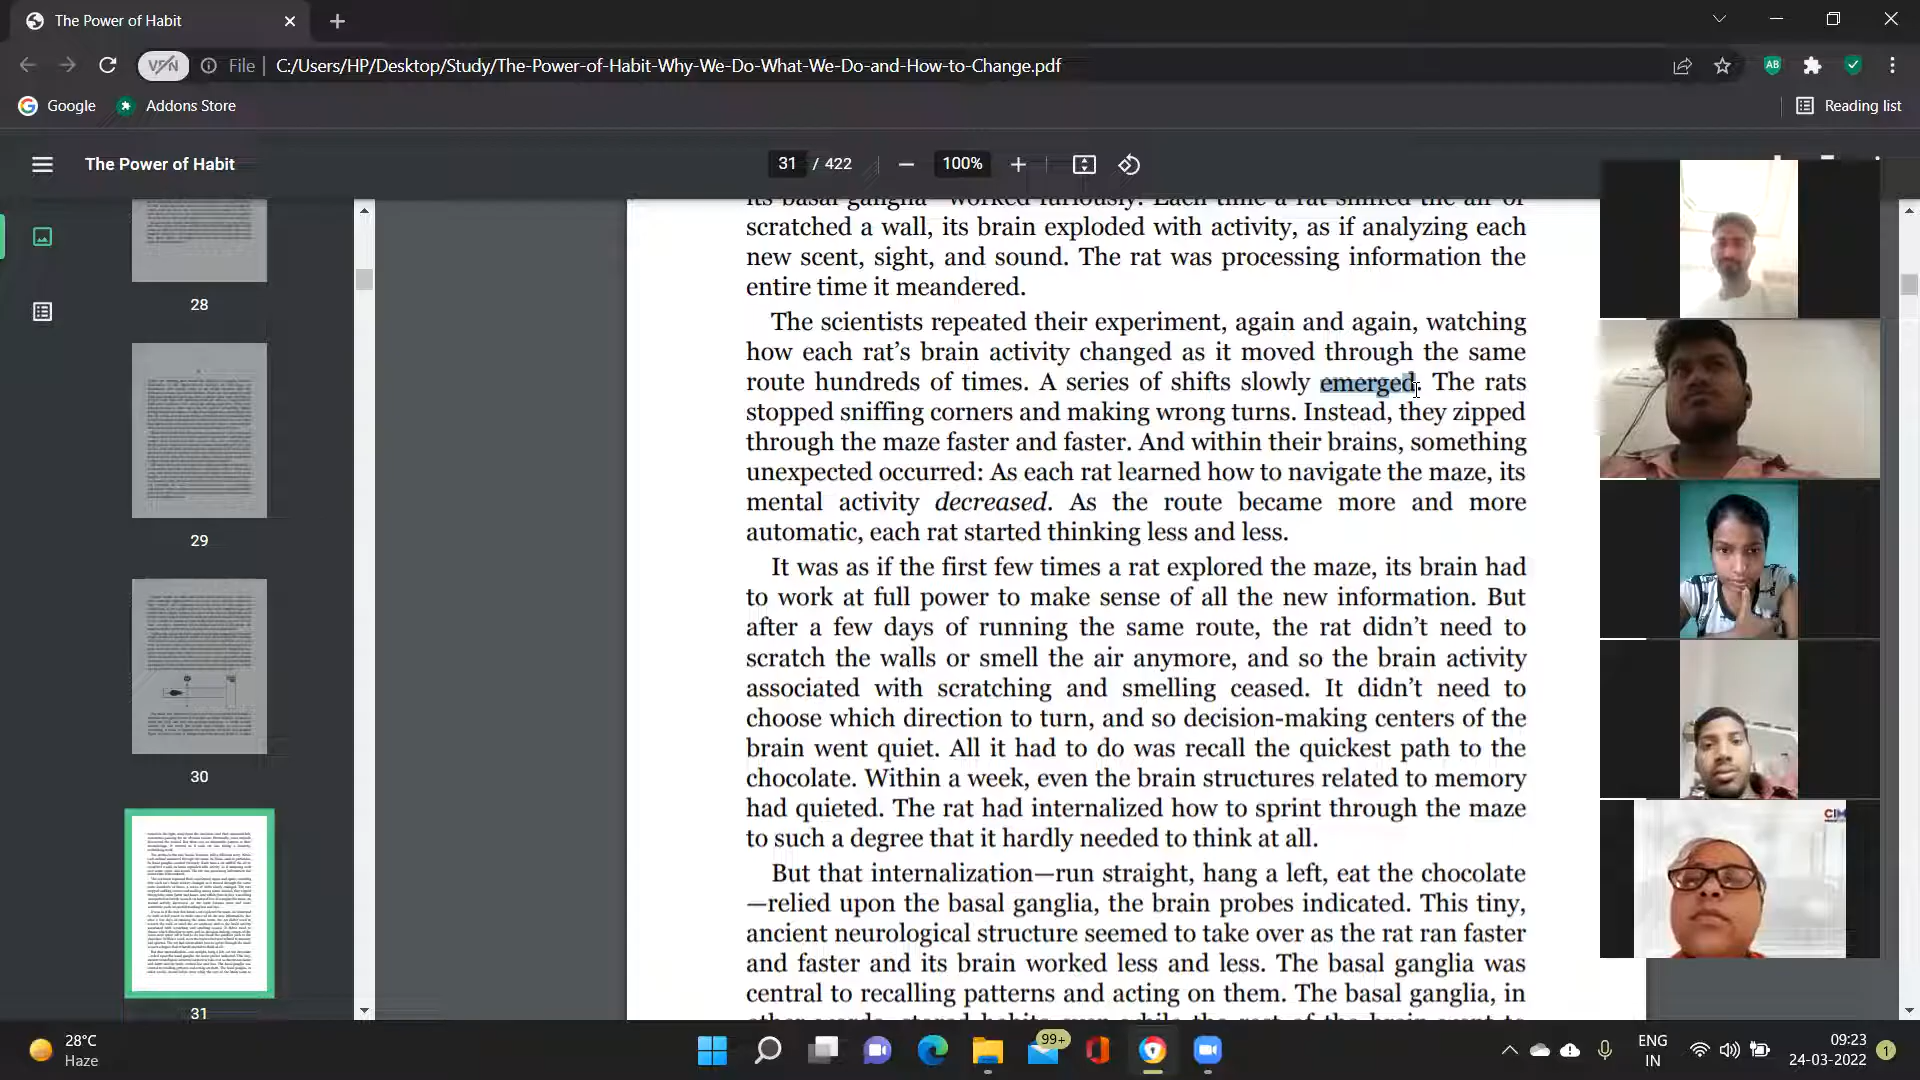 The Power of Habit
VPN
File
C:/Users/HP/Desktop/Study/The-Power-of-Habit-Why-We-Do-What-We-Do-and-How-to-Change.pdf
AB
Google
Addons Store
Reading list
The Power of Habit
31 / 422
100%
28
29
30
31
scratched a wall, its brain exploded with activity, as if analyzing each
new scent, sight, and sound. The rat was processing information the
entire time it meandered.
The scientists repeated their experiment, again and again, watching
how each rat’s brain activity changed as it moved through the same
route hundreds of times. A series of shifts slowly emerged. The rats
stopped sniffing corners and making wrong turns. Instead, they zipped
through the maze faster and faster. And within their brains, something
unexpected occurred: As each rat learned how to navigate the maze, its
mental activity decreased. As the route became more and more
automatic, each rat started thinking less and less.
It was as if the first few times a rat explored the maze, its brain had
to work at full power to make sense of all the new information. But
after a few days of running the same route, the rat didn’t need to
scratch the walls or smell the air anymore, and so the brain activity
associated with scratching and smelling ceased. It didn’t need to
choose which direction to turn, and so decision-making centers of the
brain went quiet. All it had to do was recall the quickest path to the
chocolate. Within a week, even the brain structures related to memory
had quieted. The rat had internalized how to sprint through the maze
to such a degree that it hardly needed to think at all.
But that internalization—run straight, hang a left, eat the chocolate
—relied upon the basal ganglia, the brain probes indicated. This tiny,
ancient neurological structure seemed to take over as the rat ran faster
and faster and its brain worked less and less. The basal ganglia was
central to recalling patterns and acting on them. The basal ganglia, in
28°C
Haze
99+
ENG
IN
09:23
24-03-2022
1